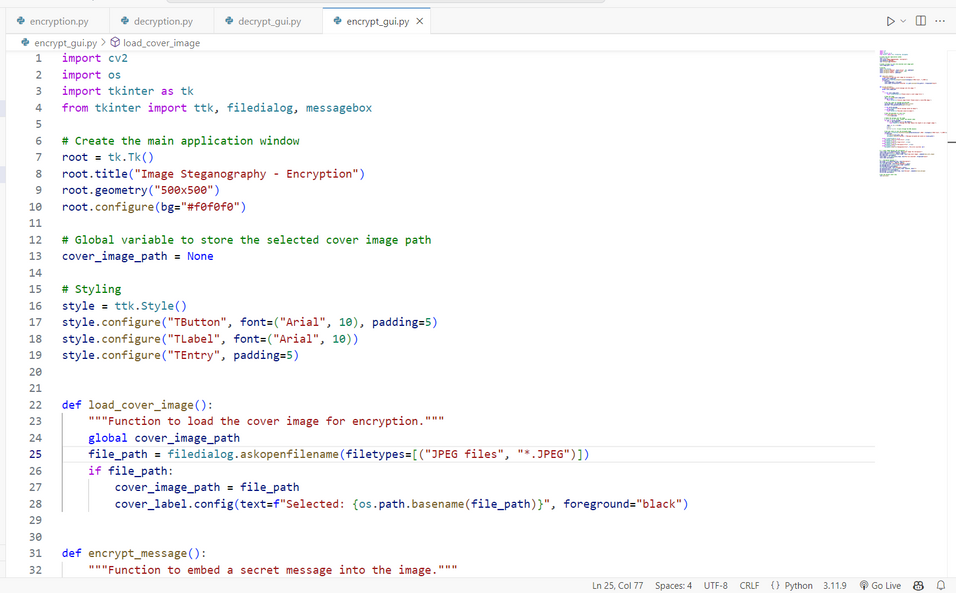 encryption.py decryption.py decrypt_gui.py encrypt_gui.py
encrypt_gui.py > load_cover_image
1 import cv2
2 import os
3 import tkinter as tk
4 from tkinter import ttk, filedialog, messagebox
5
6 # Create the main application window
7 root = tk.Tk()
8 root.title("Image Steganography - Encryption")
9 root.geometry("500x500")
10 root.configure(bg="#f0f0f0")
11
12 # Global variable to store the selected cover image path
13 cover_image_path = None
14
15 # Styling
16 style = ttk.Style()
17 style.configure("TButton", font=("Arial", 10), padding=5)
18 style.configure("TLabel", font=("Arial", 10))
19 style.configure("TEntry", padding=5)
20
21
22 def load_cover_image():
23     """Function to load the cover image for encryption."""
24     global cover_image_path
25     file_path = filedialog.askopenfilename(filetypes=[("JPEG files", "*.JPEG")])
26     if file_path:
27         cover_image_path = file_path
28         cover_label.config(text=f"Selected: {os.path.basename(file_path)}", foreground="black")
29
30
31 def encrypt_message():
32     """Function to embed a secret message into the image."""
Ln 25, Col 77 Spaces: 4 UTF-8 CRLF {} Python 3.11.9 Go Live